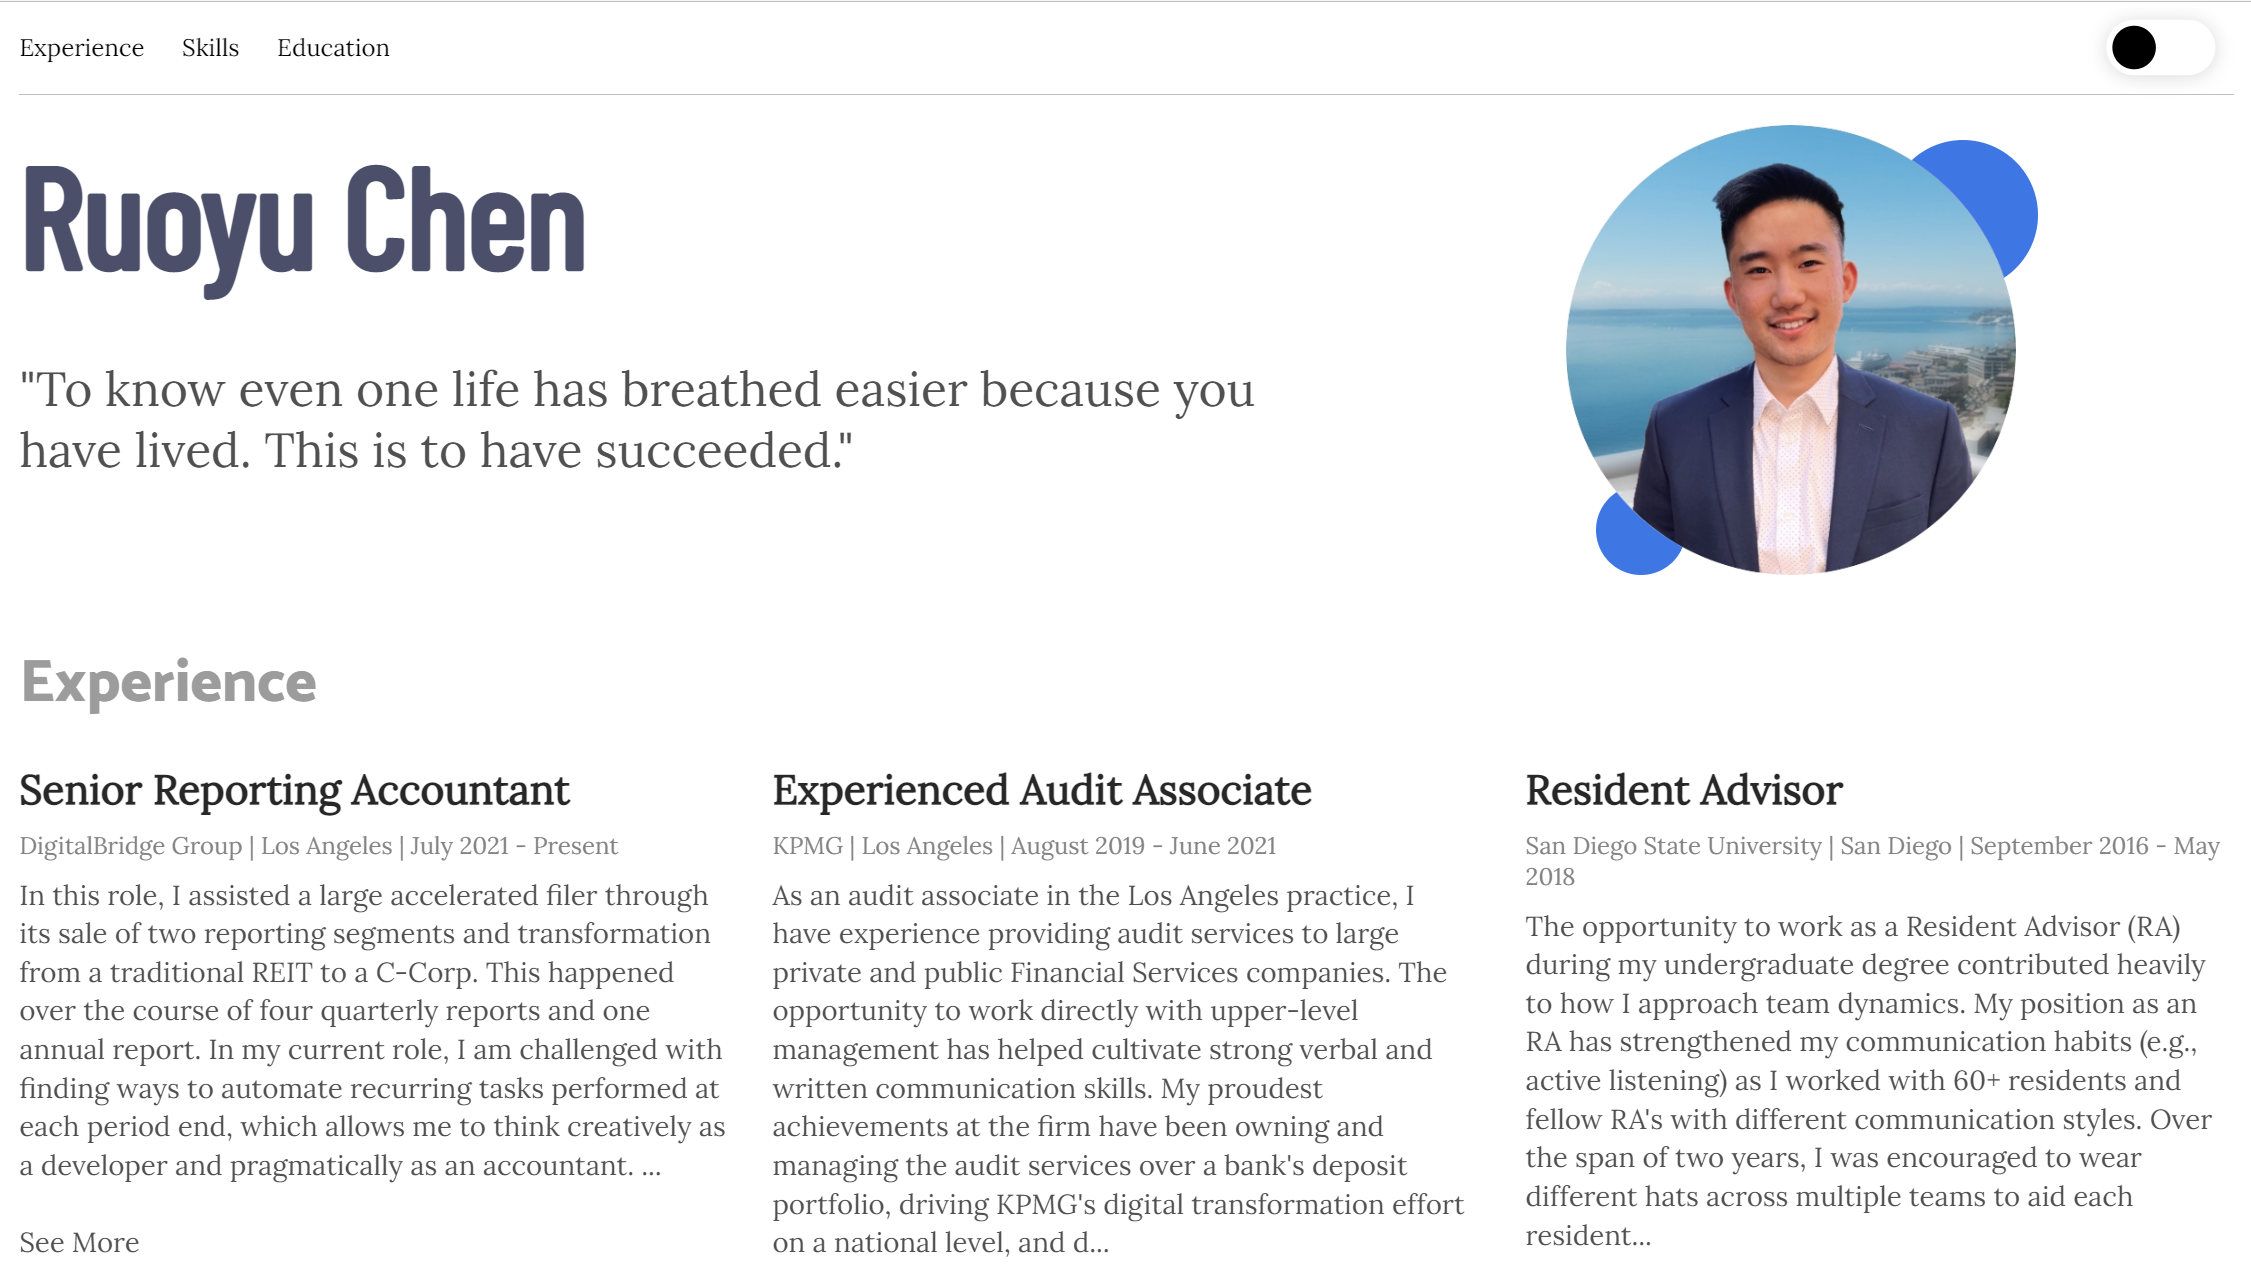 Experience Skills Education
Ruoyu Chen
"To know even one life has breathed easier because you
have lived. This is to have succeeded."
Experience
Senior Reporting Accountant
DigitalBridge Group | Los Angeles | July 2021 - Present
In this role, I assisted a large accelerated filer through
its sale of two reporting segments and transformation
from a traditional REIT to a C-Corp. This happened
over the course of four quarterly reports and one
annual report. In my current role, I am challenged with
finding ways to automate recurring tasks performed at
each period end, which allows me to think creatively as
a developer and pragmatically as an accountant. ...
See More
Experienced Audit Associate
KPMG | Los Angeles | August 2019 - June 2021
As an audit associate in the Los Angeles practice, I
have experience providing audit services to large
private and public Financial Services companies. The
opportunity to work directly with upper-level
management has helped cultivate strong verbal and
written communication skills. My proudest
achievements at the firm have been owning and
managing the audit services over a bank's deposit
portfolio, driving KPMG's digital transformation effort
on a national level, and d...
Resident Advisor
San Diego State University | San Diego | September 2016 - May
2018
The opportunity to work as a Resident Advisor (RA)
during my undergraduate degree contributed heavily
to how I approach team dynamics. My position as an
RA has strengthened my communication habits (e.g.,
active listening) as I worked with 60+ residents and
fellow RA's with different communication styles. Over
the span of two years, I was encouraged to wear
different hats across multiple teams to aid each
resident...